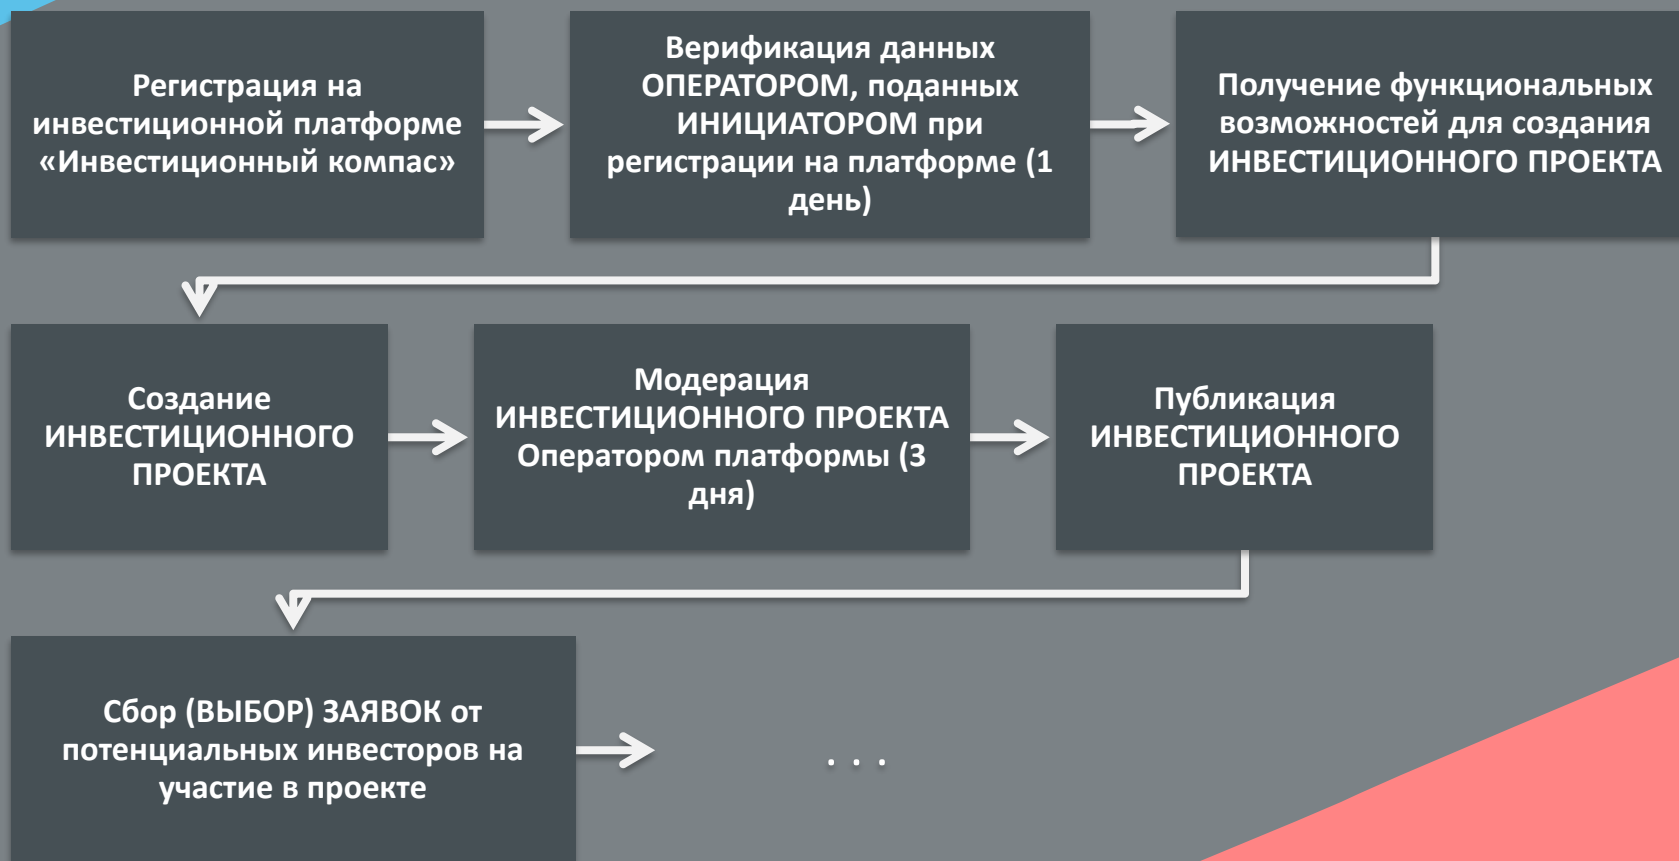 Регистрация на
инвестиционной платформе
«Инвестиционный компас»
Верификация данных
ОПЕРАТОРОМ, поданных
ИНИЦИАТОРОМ при
регистрации на платформе (1
день)
Получение функциональных
возможностей для создания
ИНВЕСТИЦИОННОГО ПРОЕКТА
Создание
ИНВЕСТИЦИОННОГО
ПРОЕКТА
Модерация
ИНВЕСТИЦИОННОГО ПРОЕКТА
Оператором платформы (3
дня)
Публикация
ИНВЕСТИЦИОННОГО
ПРОЕКТА
Сбор (ВЫБОР) ЗАЯВОК от
потенциальных инвесторов на
участие в проекте
. . .